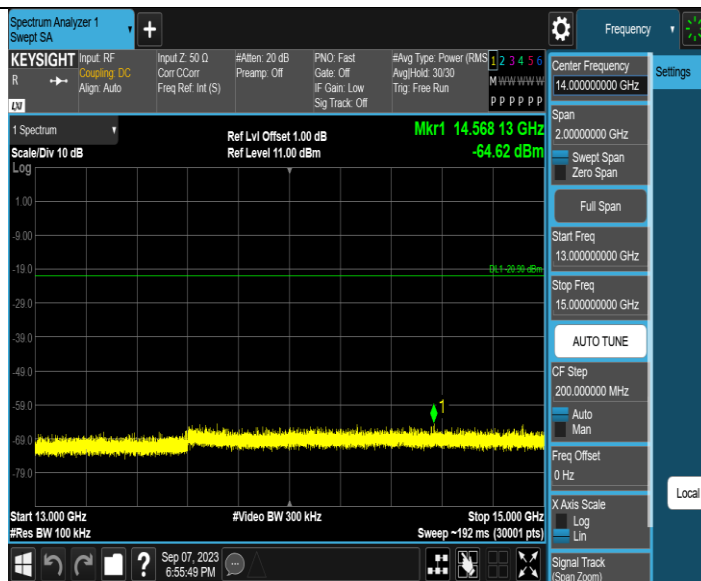 Spectrum Analyzer 1
Swept SA
Frequency
KEYSIGHT
R
LXI
Input: RF
Coupling: DC
Align: Auto
Input Z: 50 Ω
Corr CCorr
Freq Ref: Int (S)
#Atten: 20 dB
Preamp: Off
PNO: Fast
Gate: Off
IF Gain: Low
Sig Track: Off
#Avg Type: Power (RMS
Avg|Hold: 30/30
Trig: Free Run
1 2 3 4 5 6
M W W W W W
P P P P P P
1 Spectrum
Scale/Div 10 dB
Log
Ref Lvl Offset 1.00 dB
Ref Level 11.00 dBm
Mkr1 14.568 13 GHz
-64.62 dBm
1.00
-9.00
-19.0
DL1 -20.90 dBm
-29.0
-39.0
-49.0
-59.0
1
-69.0
-79.0
Start 13.000 GHz
#Res BW 100 kHz
#Video BW 300 kHz
Stop 15.000 GHz
Sweep ~192 ms (30001 pts)
Sep 07, 2023
6:55:49 PM
Center Frequency
14.000000000 GHz
Settings
Span
2.00000000 GHz
Swept Span
Zero Span
Full Span
Start Freq
13.000000000 GHz
Stop Freq
15.000000000 GHz
AUTO TUNE
CF Step
200.000000 MHz
Auto
Man
Freq Offset
0 Hz
Local
X Axis Scale
Log
Lin
Signal Track
(Span Zoom)